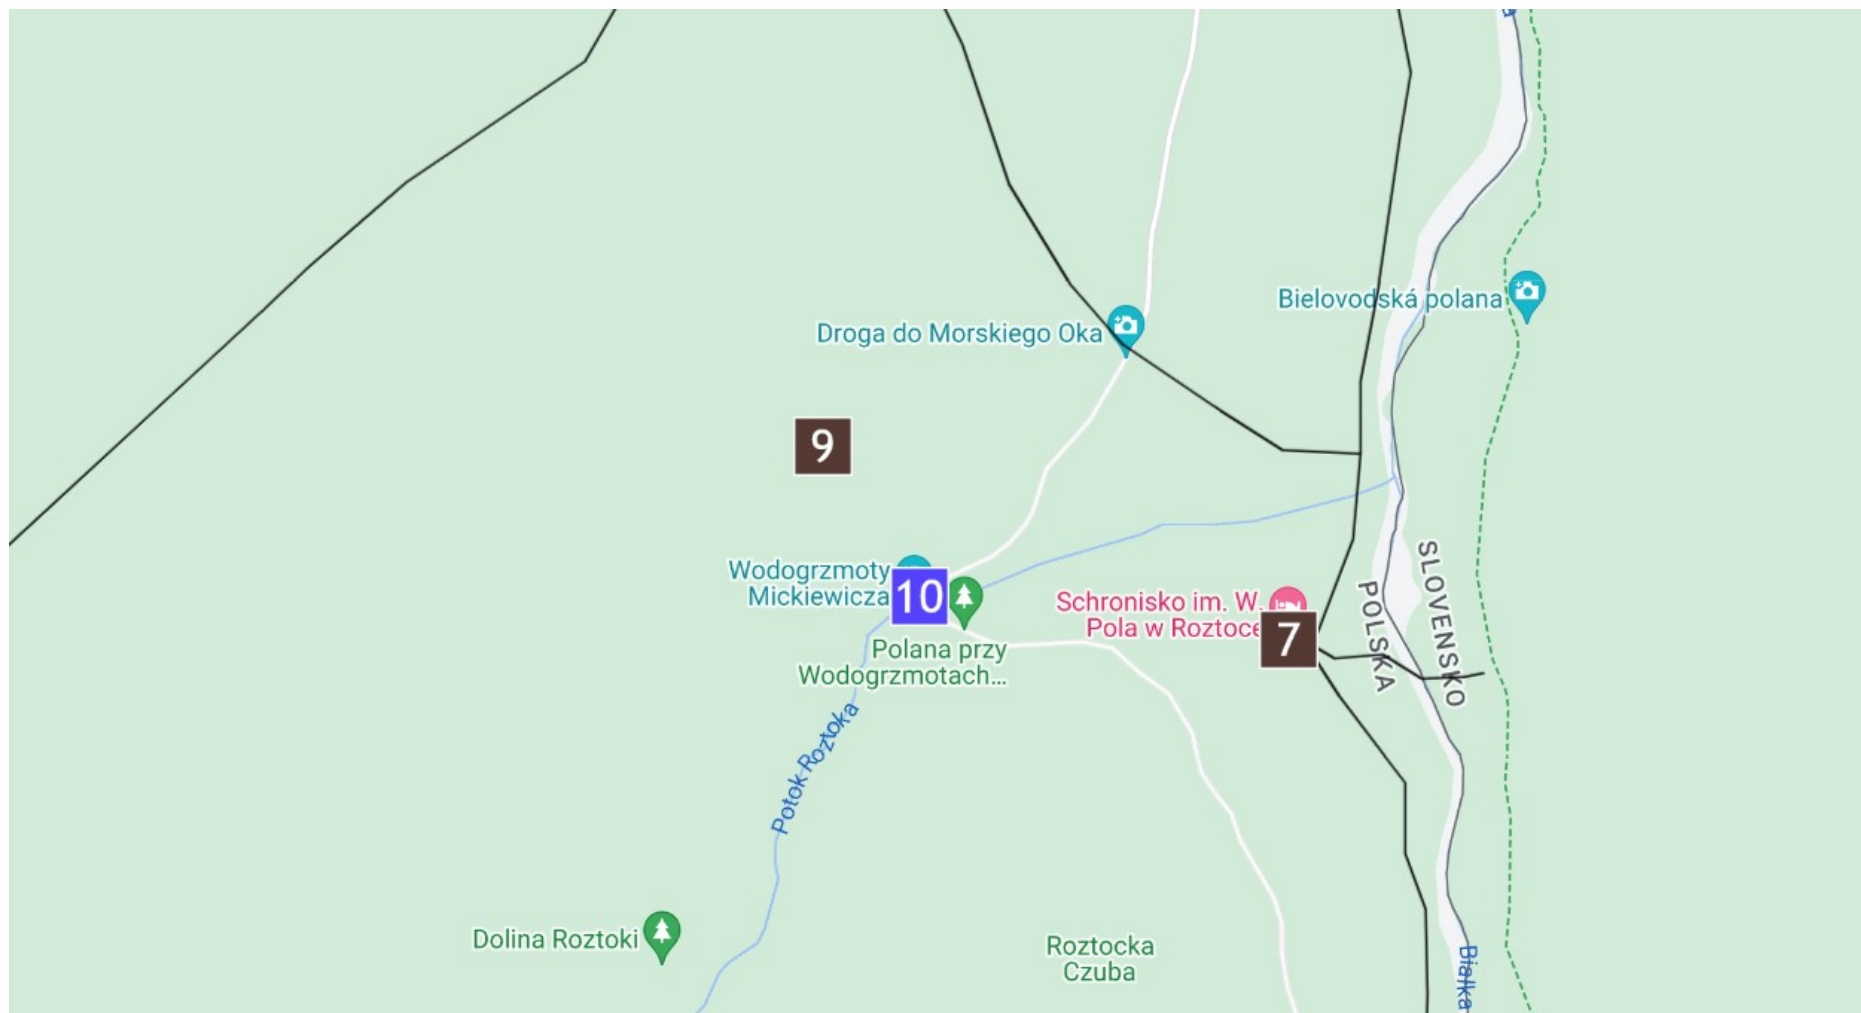 Bielovodská polana
Droga do Morskiego Oka
9
Wodogrzmoty
Mickiewicza
10
Schronisko im. W.
Pola w Roztoce
7
SLOVENSKO
POLSKA
Polana przy
Wodogrzmotach...
Potok Roztoka
Dolina Roztoki
Roztocka
Czuba
Białka